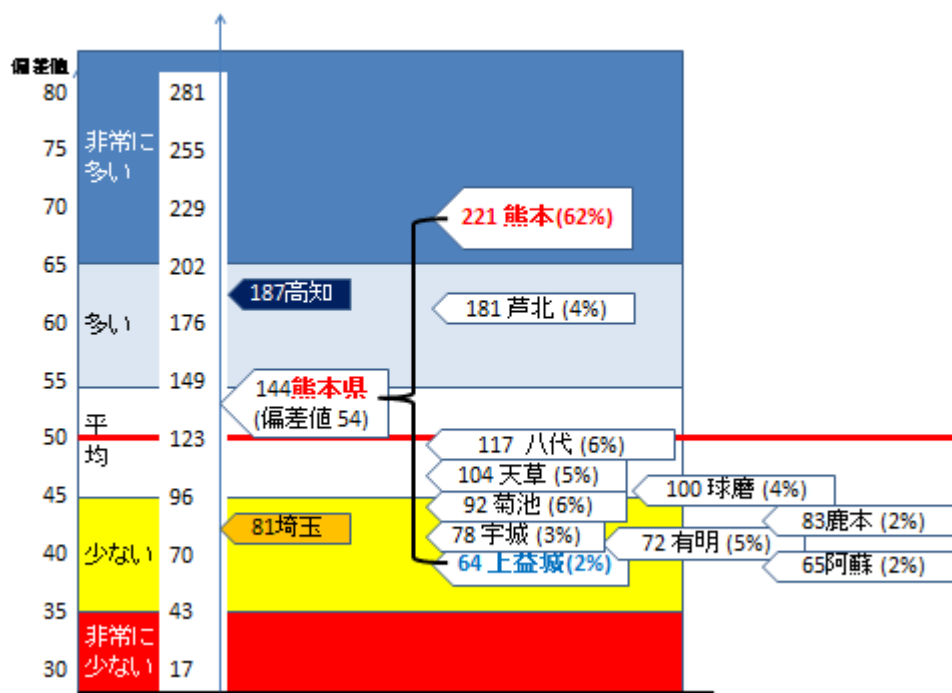 偏差値
80 281
75 非常に 255
多い
70 229
221 熊本(62%)
65 202
187高知
181 芦北 (4%)
60 多い 176
55 149
144熊本県
(偏差値 54)
平
50 123
均
117 八代 (6%)
104 天草 (5%)
100 球磨 (4%)
45 96
92 菊池 (6%)
83鹿本 (2%)
81埼玉
78 宇城 (3%)
72 有明 (5%)
40 少ない 70
64 上益城(2%)
65阿蘇 (2%)
35 43
非常に
30 少ない 17